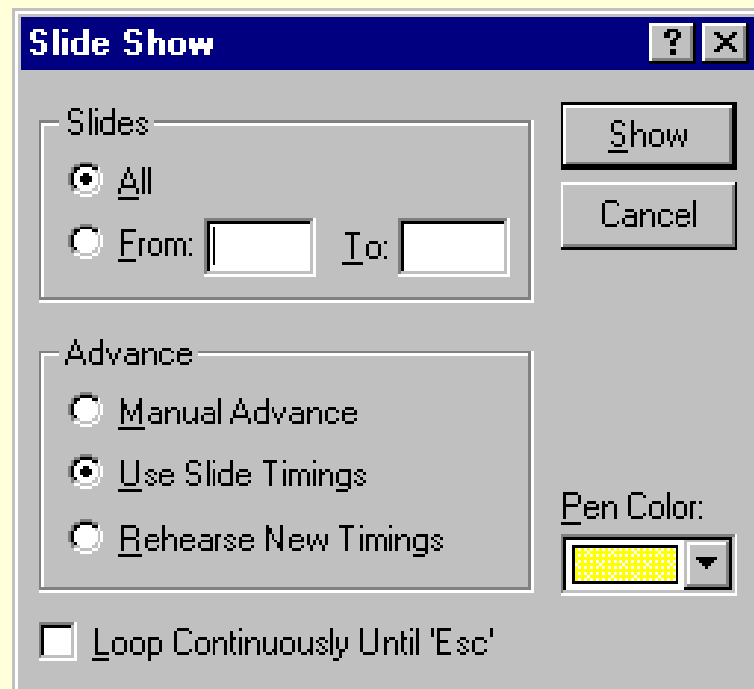 Slide Show ?
Slides
All
From: To:
Show
Cancel
Advance
Manual Advance
Use Slide Timings
Rehearse New Timings
Pen Color:
Loop Continuously Until 'Esc'